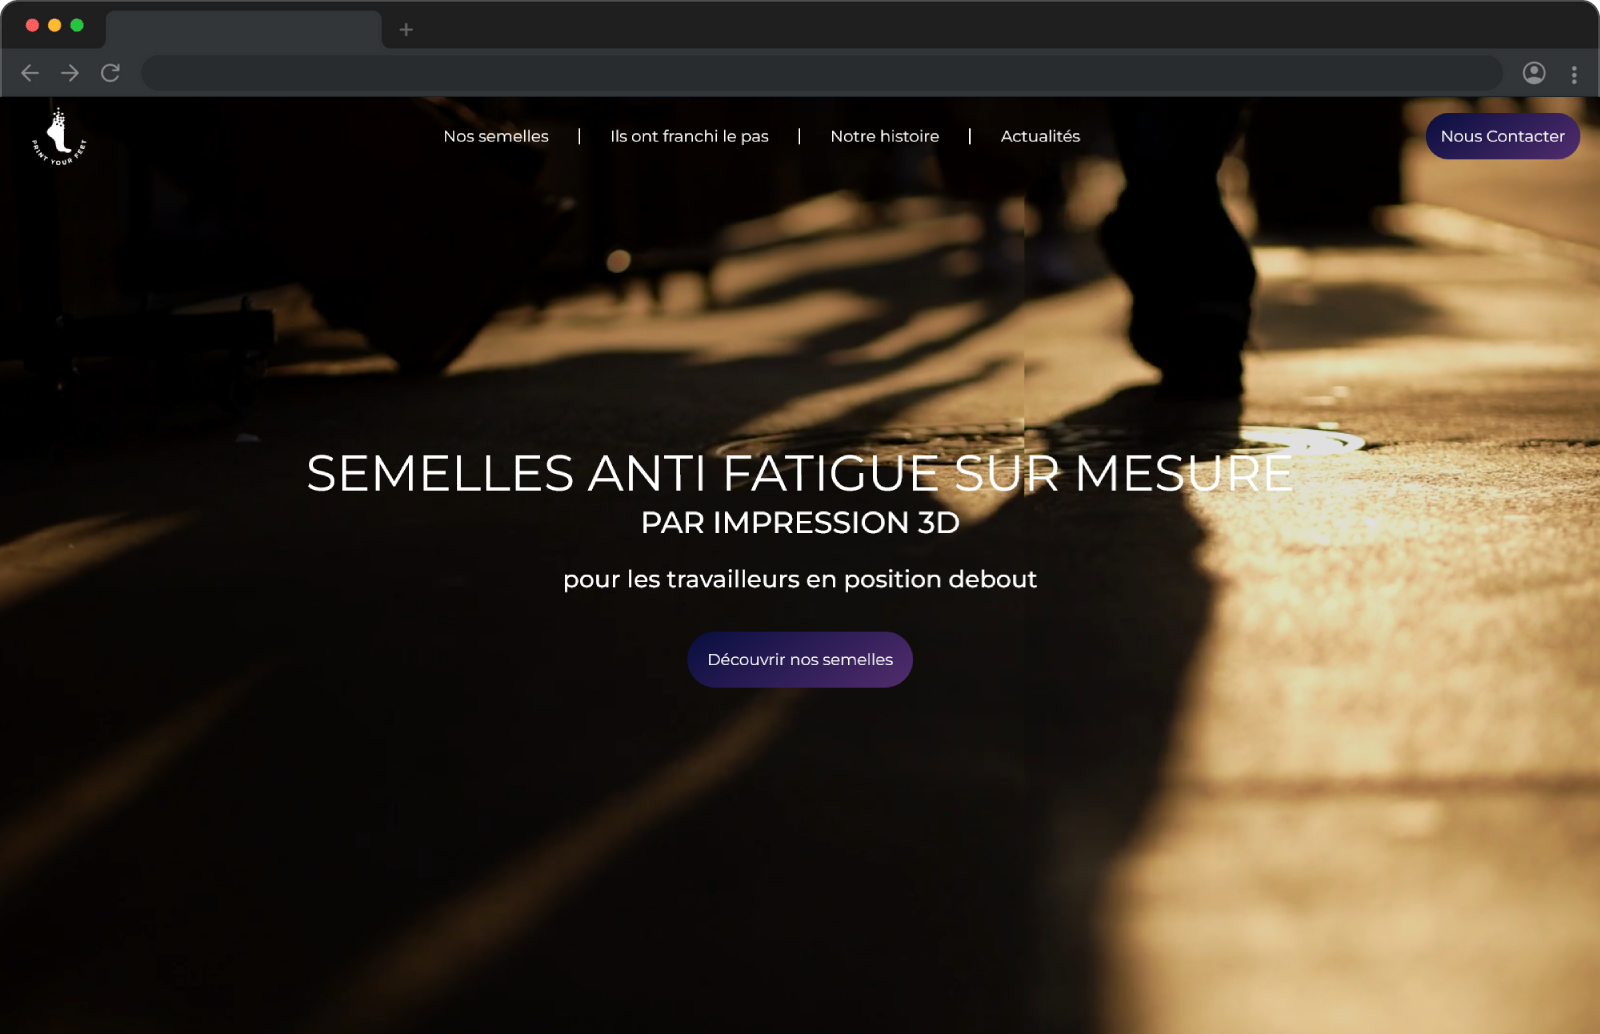 PRINT YOUR FEET
Nos semelles | Ils ont franchi le pas | Notre histoire | Actualités
Nous Contacter
SEMELLES ANTI FATIGUE SUR MESURE
PAR IMPRESSION 3D
pour les travailleurs en position debout
Découvrir nos semelles